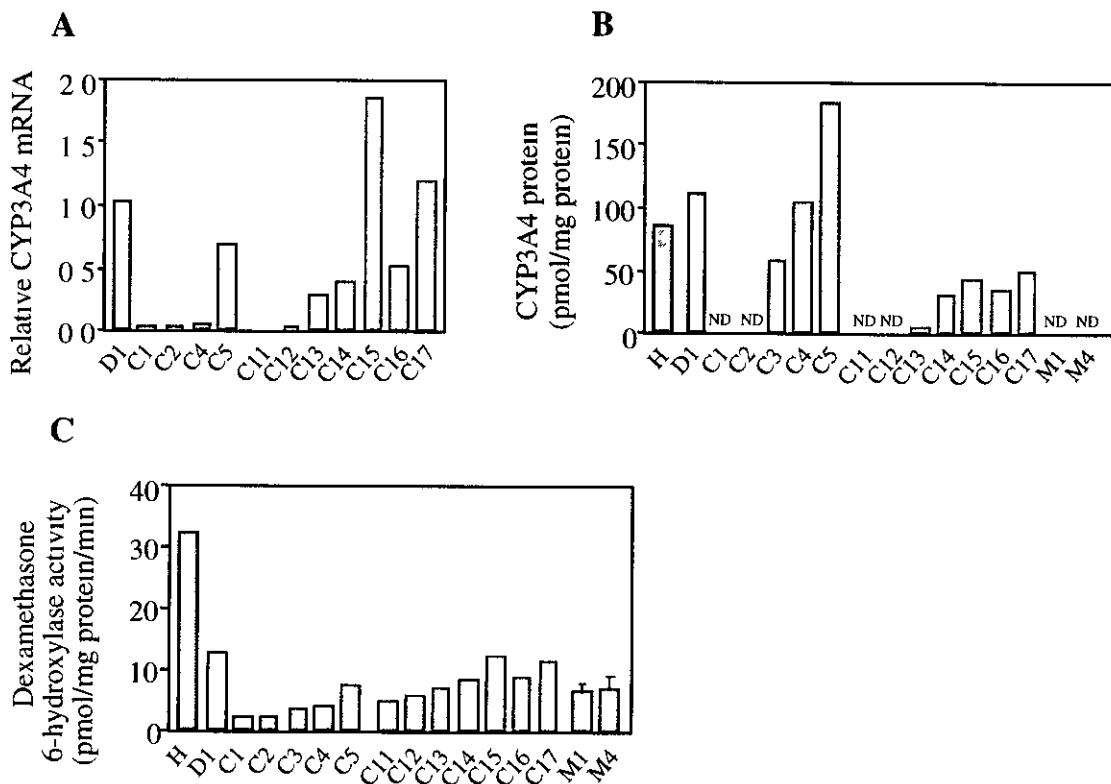 A
Relative CYP3A4 mRNA
2 0
1 5
1 0
0 5
0 0
D1 C1 C2 C4 C5 C11 C12 C13 C14 C15 C16 C17
B
CYP3A4 protein
(pmol/mg protein)
200
150
100
50
0
ND ND ND ND ND ND
H D1 C1 C2 C3 C4 C5 C11 C12 C13 C14 C15 C16 C17 M1 M4
C
Dexamethasone
6-hydroxylase activity
(pmol/mg protein/min)
40
30
20
10
0
H D1 C1 C2 C3 C4 C5 C11 C12 C13 C14 C15 C16 C17 M1 M4